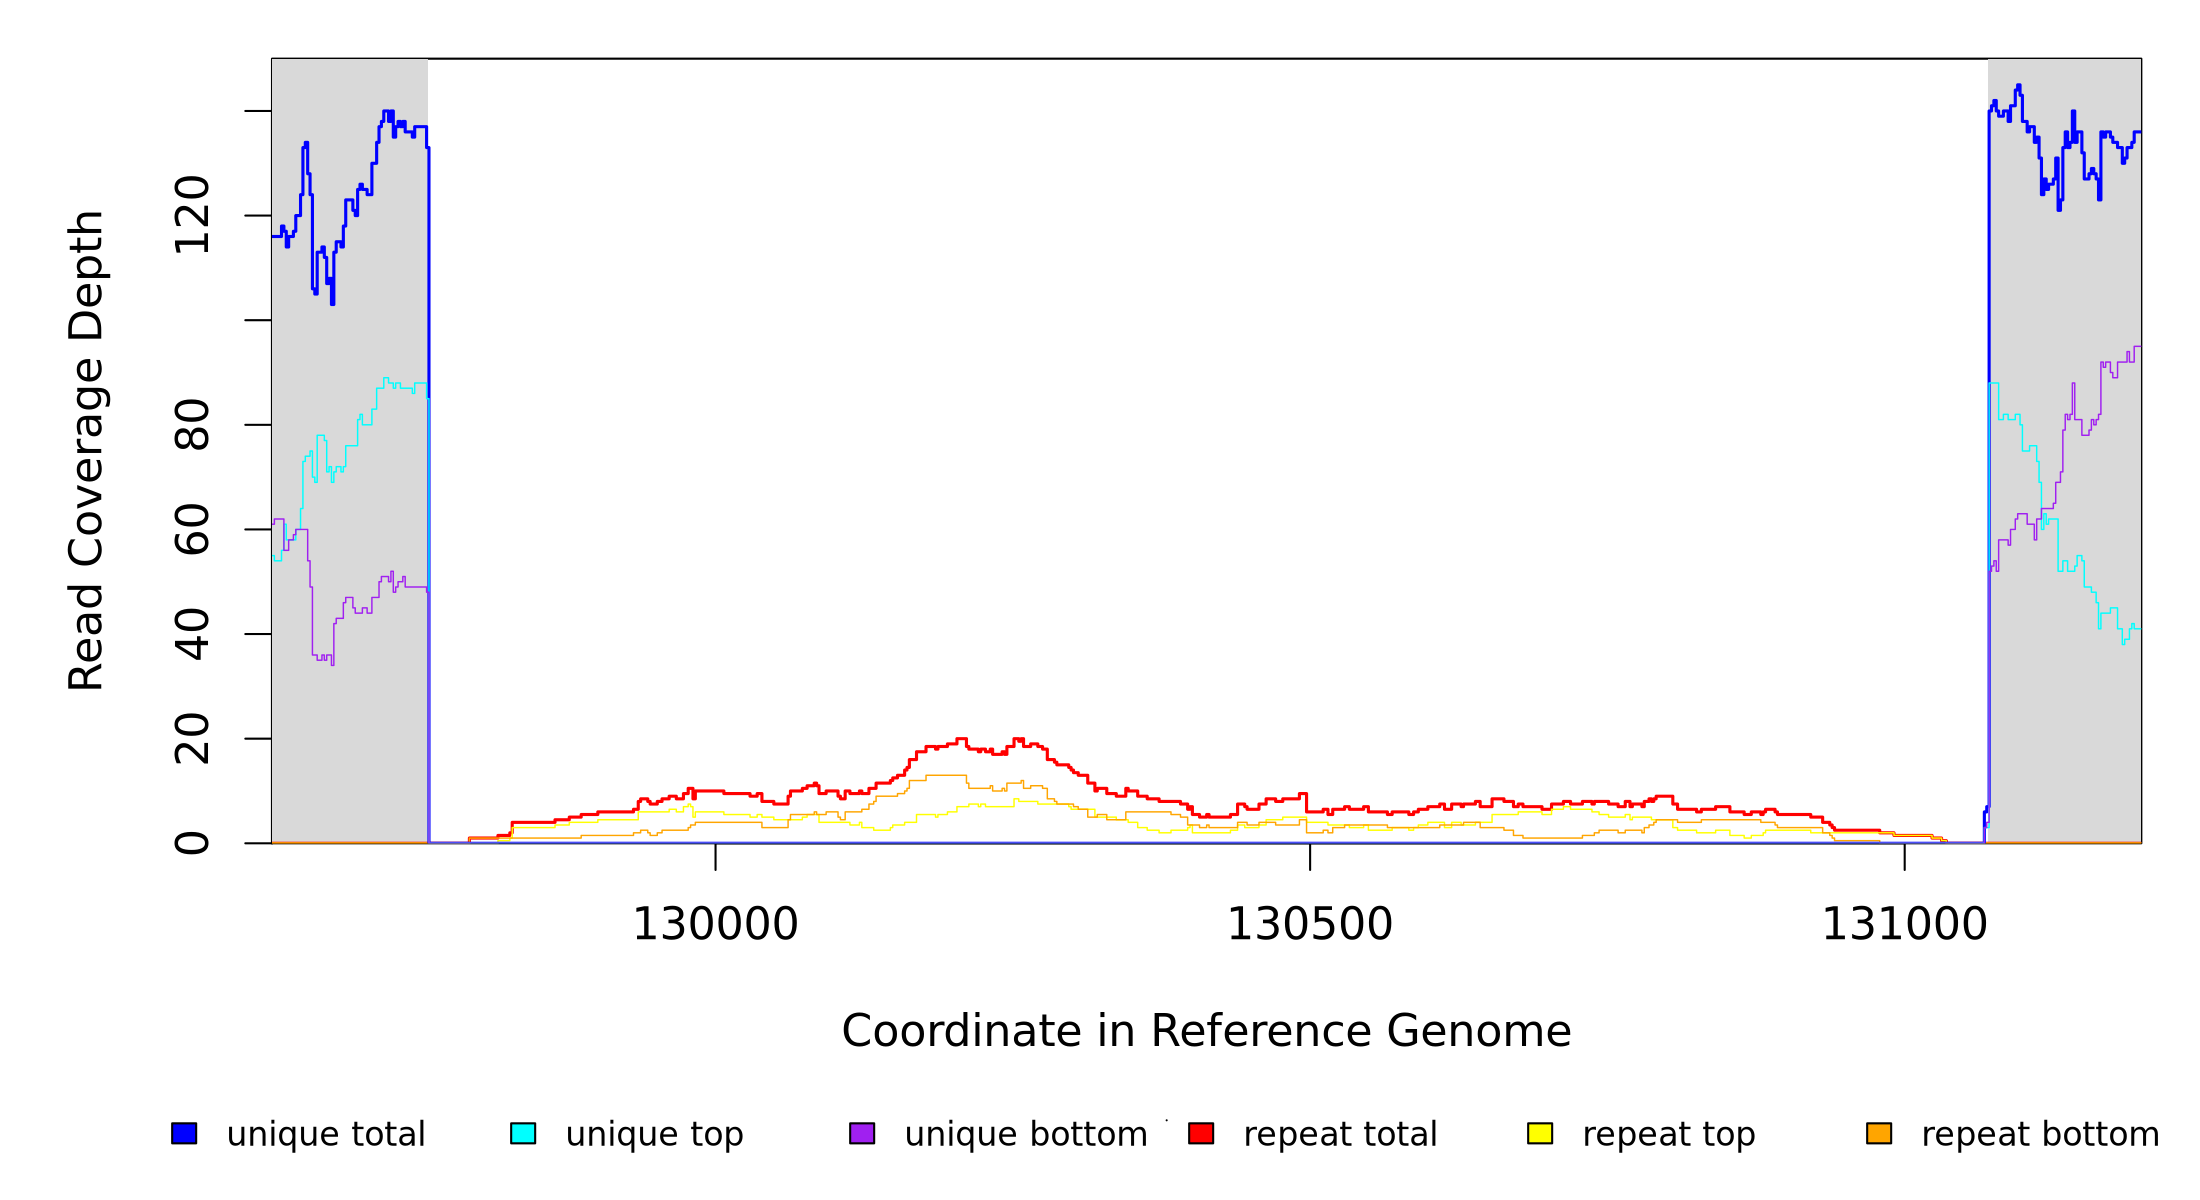 Read Coverage Depth
120
80
60
40
20
0
130000 130500 131000
Coordinate in Reference Genome
unique total unique top unique bottom repeat total repeat top repeat bottom